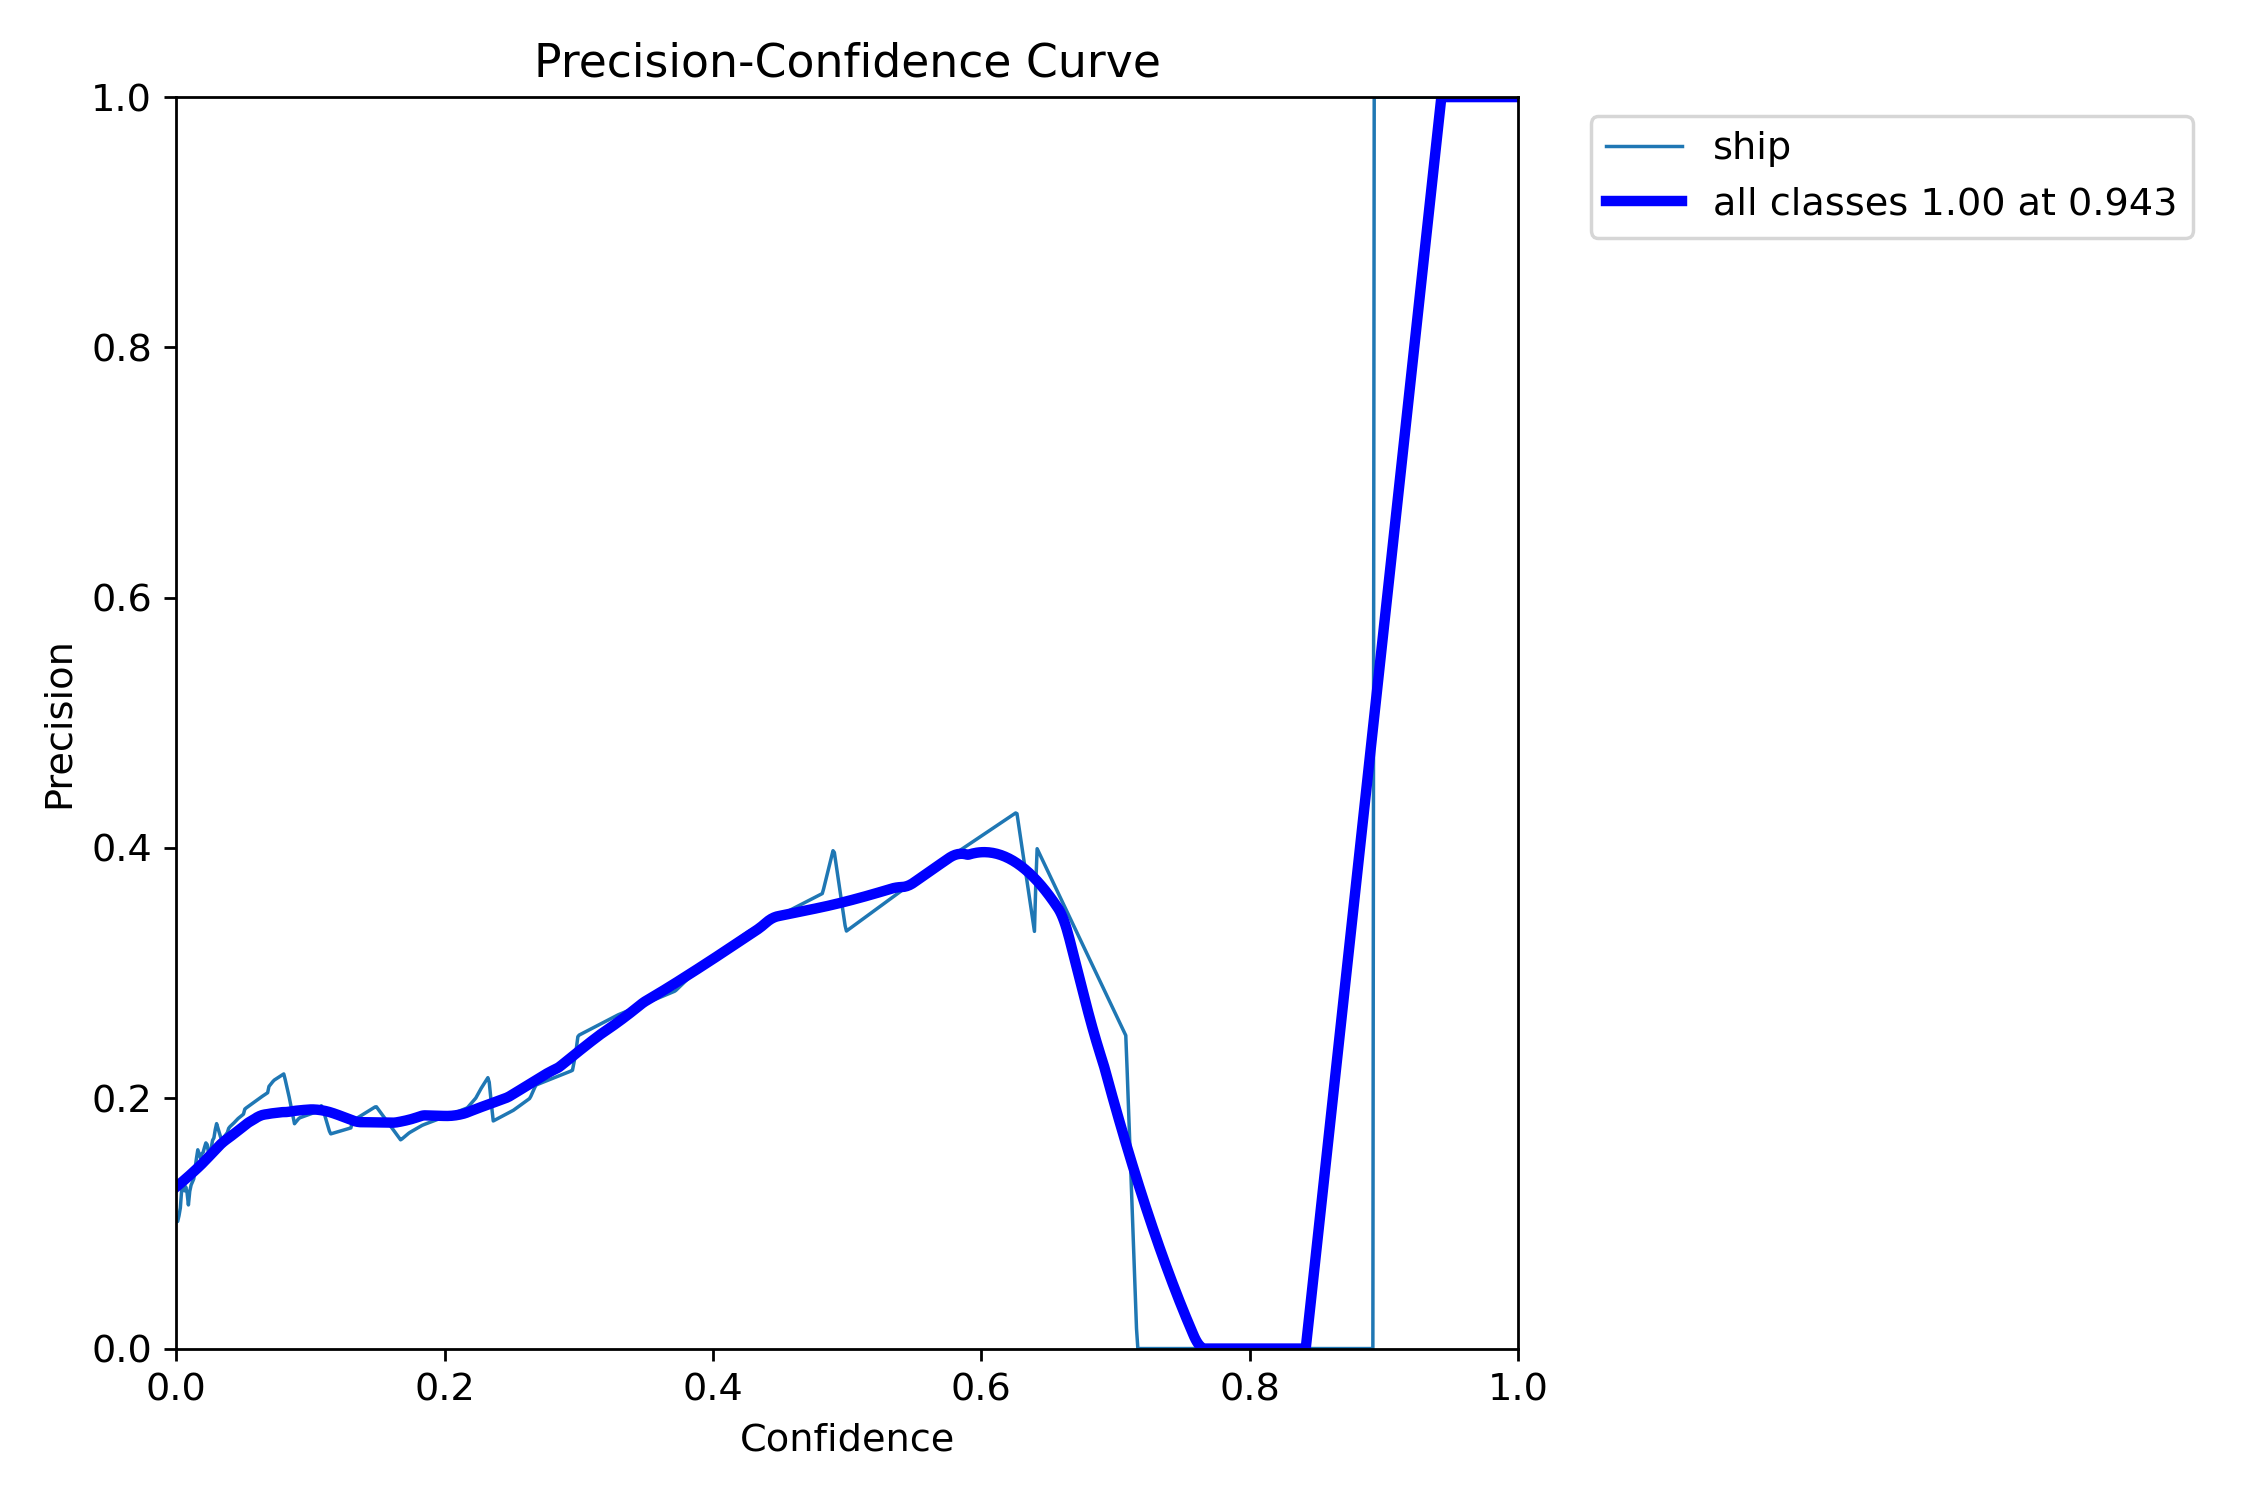 Precision-Confidence Curve
ship
all classes 1.00 at 0.943
Precision
1.0
0.8
0.6
0.4
0.2
0.0
0.0 0.2 0.4 0.6 0.8 1.0
Confidence